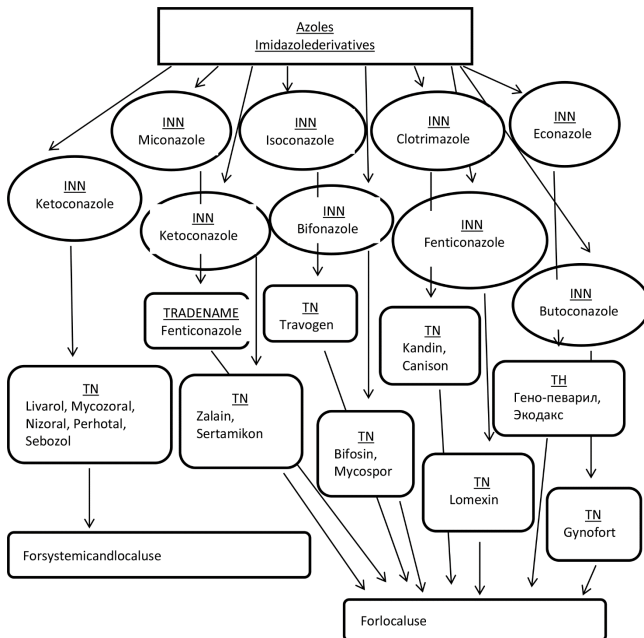 Azoles
Imidazolederivatives
INN
Miconazole
INN
Isoconazole
INN
Clotrimazole
INN
Econazole
INN
Ketoconazole
INN
Ketoconazole
INN
Bifonazole
INN
Fenticonazole
INN
Butoconazole
TRADENAME
Fenticonazole
TN
Travogen
TN
Kandin,
Canison
TH
Гено-певарил,
Экодакс
TN
Livarol, Mycozoral,
Nizoral, Perhotal,
Sebozol
TN
Zalain,
Sertamikon
TN
Bifosin,
Mycospor
TN
Lomexin
TN
Gynofort
Forsystemicandlocaluse
Forlocaluse